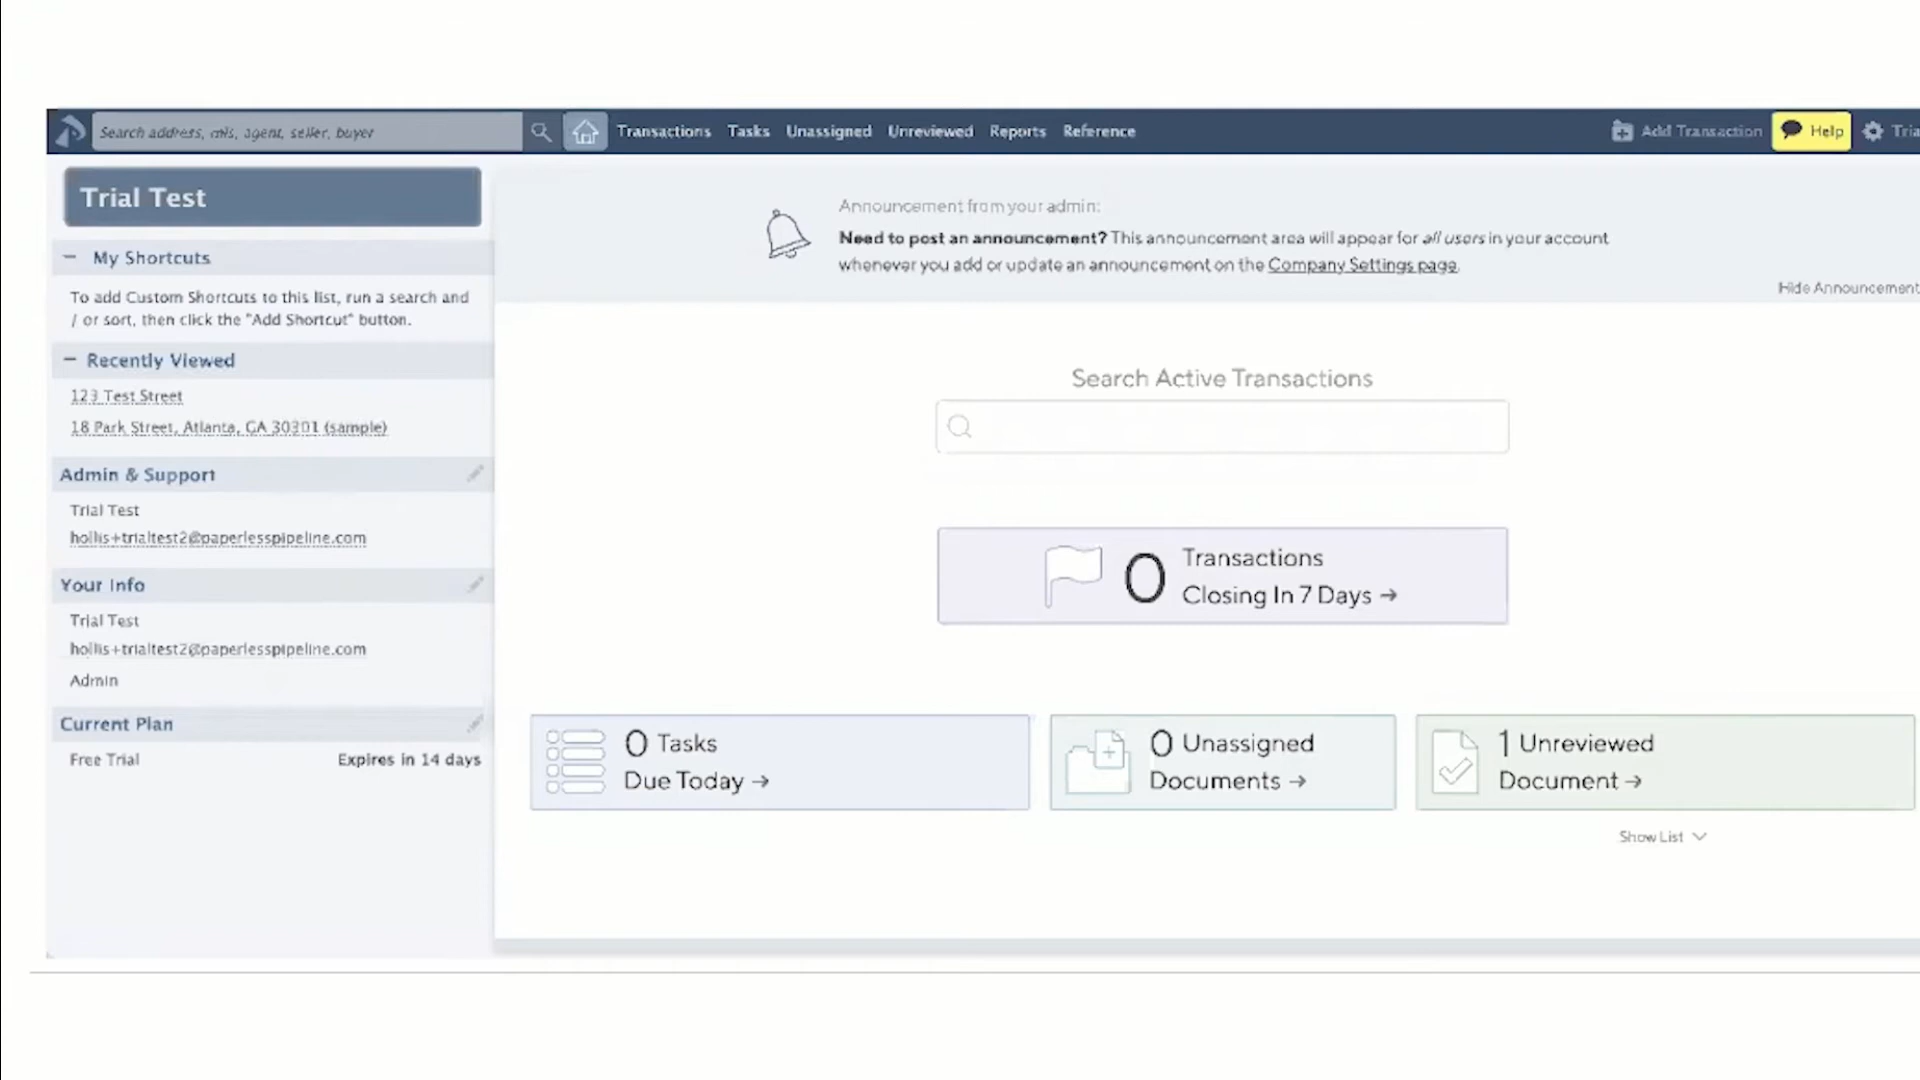 Search address, mls, agent, seller, buyer
Transactions Tasks Unassigned Unreviewed Reports Reference
Add Transaction Help
Trial Test
− My Shortcuts
To add Custom Shortcuts to this list, run a search and
/ or sort, then click the "Add Shortcut" button.
− Recently Viewed
123 Test Street
18 Park Street, Atlanta, GA 30301 (sample)
Admin & Support
Trial Test
hollis+trialtest2@paperlesspipeline.com
Your Info
Trial Test
hollis+trialtest2@paperlesspipeline.com
Admin
Current Plan
Free Trial Expires in 14 days
Announcement from your admin:
Need to post an announcement? This announcement area will appear for all users in your account
whenever you add or update an announcement on the Company Settings page.
Hide Announcement
Search Active Transactions
0 Transactions
Closing In 7 Days →
0 Tasks
Due Today →
0 Unassigned
Documents →
1 Unreviewed
Document →
Show List